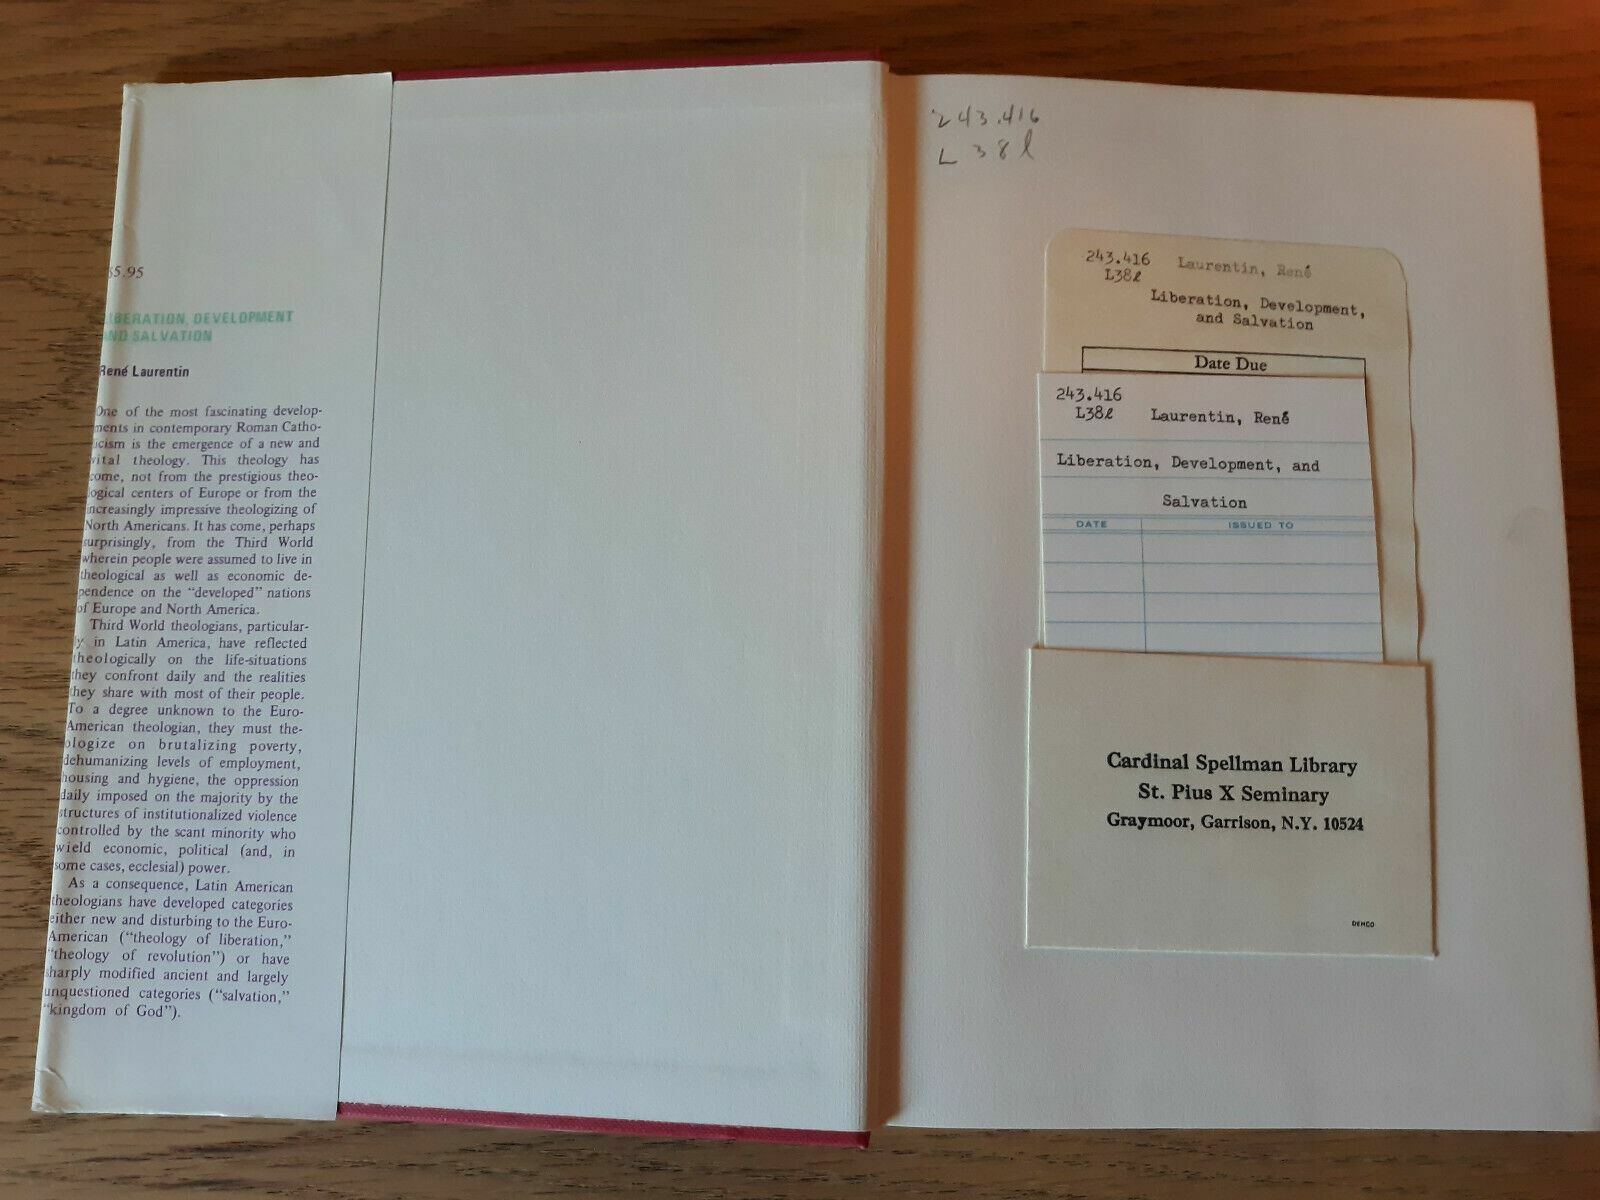 $5.95
LIBERATION, DEVELOPMENT
AND SALVATION
René Laurentin
One of the most fascinating develop-
ments in contemporary Roman Catho-
licism is the emergence of a new and
vital theology. This theology has
come, not from the prestigious theo-
logical centers of Europe or from the
increasingly impressive theologizing of
North Americans. It has come, perhaps
surprisingly, from the Third World
wherein people were assumed to live in
theological as well as economic de-
pendence on the "developed" nations
of Europe and North America.
Third World theologians, particular-
ly in Latin America, have reflected
theologically on the life-situations
they confront daily and the realities
they share with most of their people.
To a degree unknown to the Euro-
American theologian, they must the-
ologize on brutalizing poverty,
dehumanizing levels of employment,
housing and hygiene, the oppression
daily imposed on the majority by the
structures of institutionalized violence
controlled by the scant minority who
wield economic, political (and, in
some cases, ecclesial) power.
As a consequence, Latin American
theologians have developed categories
either new and disturbing to the Euro-
American ("theology of liberation,"
"theology of revolution") or have
sharply modified ancient and largely
unquestioned categories ("salvation,"
"kingdom of God").
243.416
L38l
243.416 Laurentin, René
L38l
Liberation, Development,
and Salvation
Date Due
243.416
L38l Laurentin, René
Liberation, Development, and
Salvation
DATE ISSUED TO
Cardinal Spellman Library
St. Pius X Seminary
Graymoor, Garrison, N.Y. 10524
DEMCO